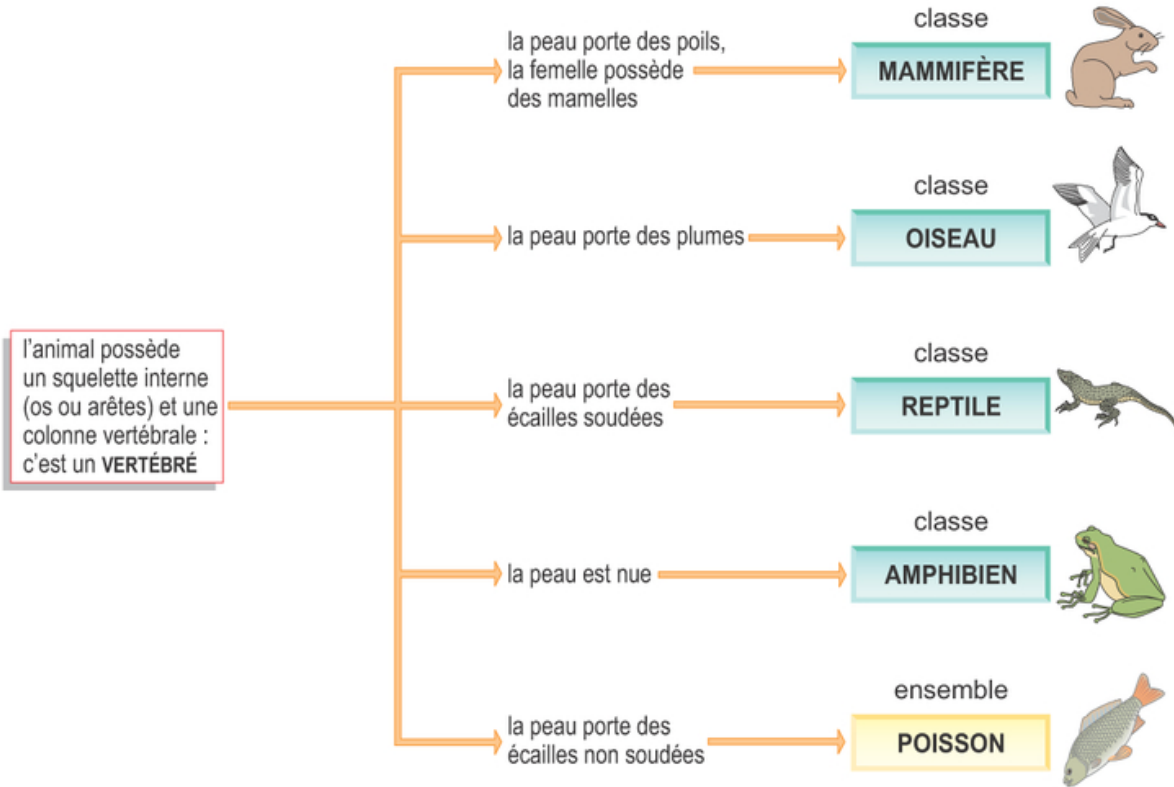 l'animal possède
un squelette interne
(os ou arêtes) et une
colonne vertébrale :
c'est un VERTÉBRÉ
la peau porte des poils,
la femelle possède
des mamelles
classe
MAMMIFÈRE
la peau porte des plumes
classe
OISEAU
la peau porte des
écailles soudées
classe
REPTILE
la peau est nue
classe
AMPHIBIEN
la peau porte des
écailles non soudées
ensemble
POISSON